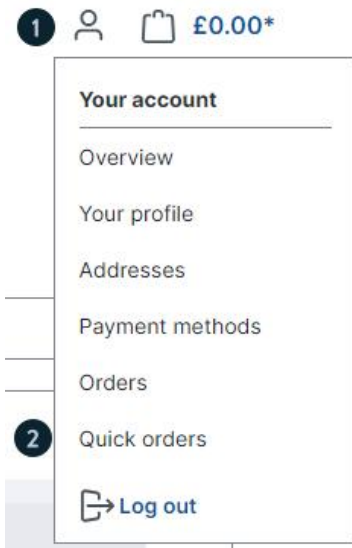 1 £0.00*
Your account
Overview
Your profile
Addresses
Payment methods
Orders
2 Quick orders
Log out